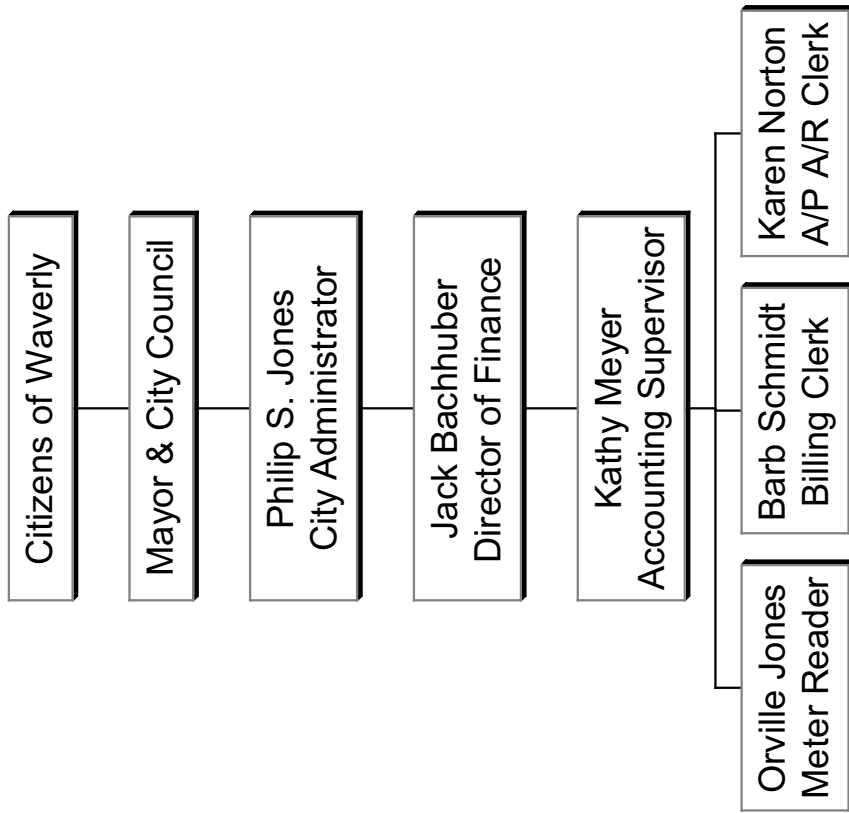 Citizens of Waverly
Mayor & City Council
Philip S. Jones
City Administrator
Jack Bachhuber
Director of Finance
Kathy Meyer
Accounting Supervisor
Orville Jones
Meter Reader
Barb Schmidt
Billing Clerk
Karen Norton
A/P A/R Clerk